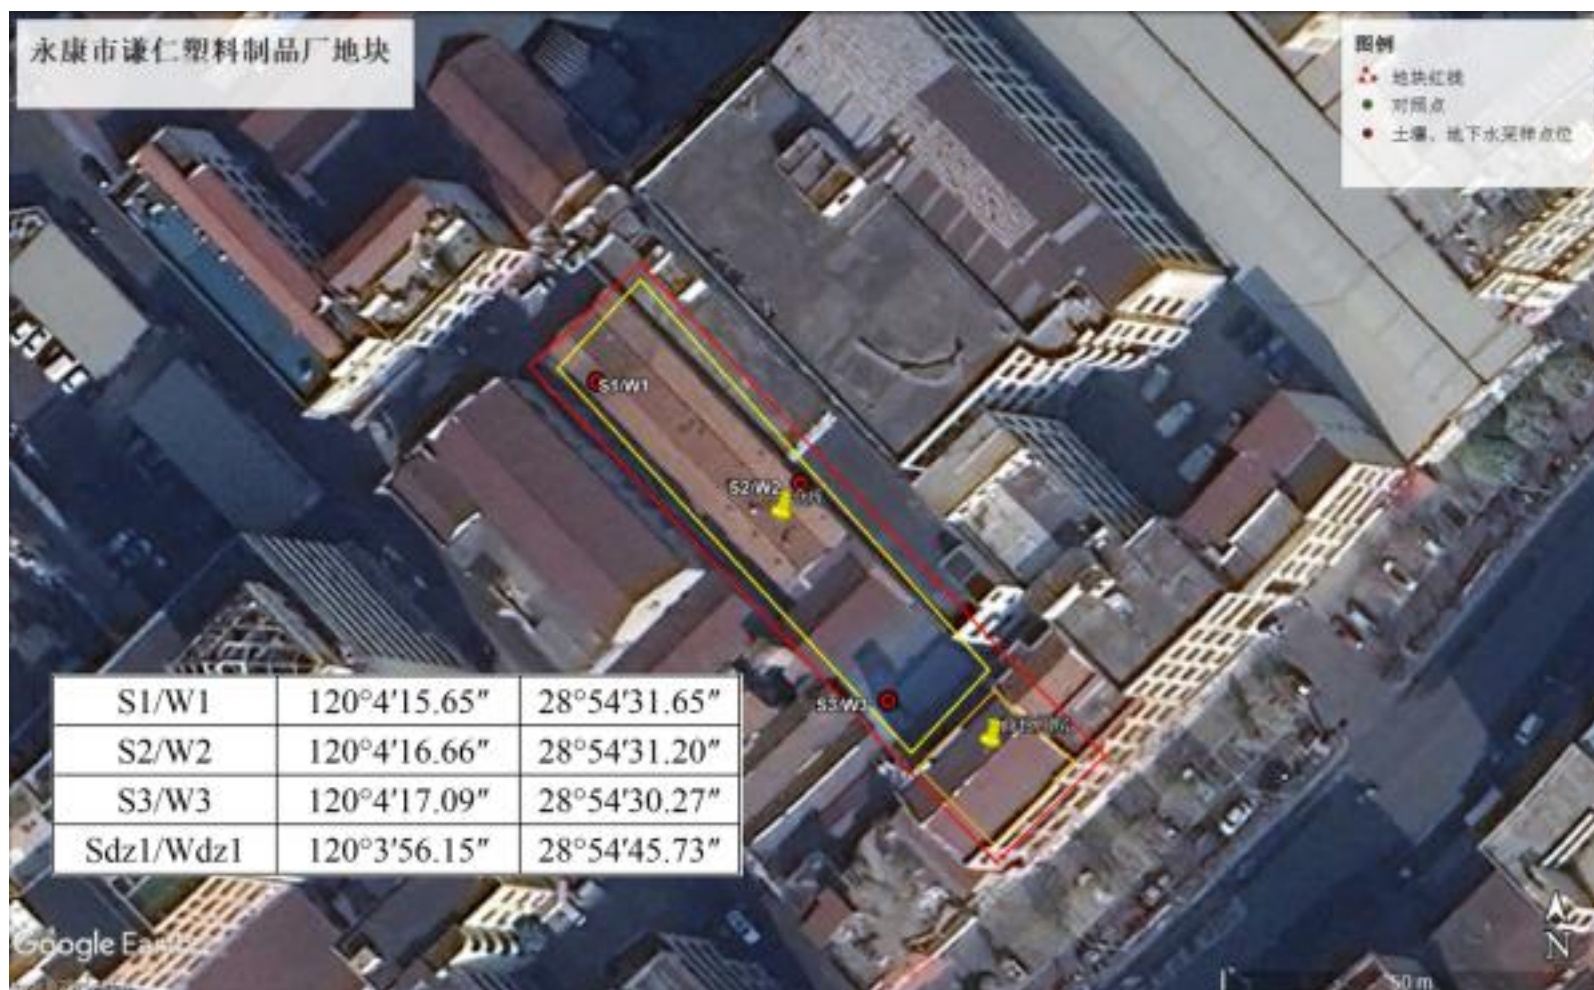 永康市谦仁塑料制品厂地块
图例
地块红线
对照点
土壤、地下水采样点位
S1/W1
S2/W2
S3/W3
S1/W1 120°4′15.65″ 28°54′31.65″
S2/W2 120°4′16.66″ 28°54′31.20″
S3/W3 120°4′17.09″ 28°54′30.27″
Sdz1/Wdz1 120°3′56.15″ 28°54′45.73″
Google Earth
N
50 m